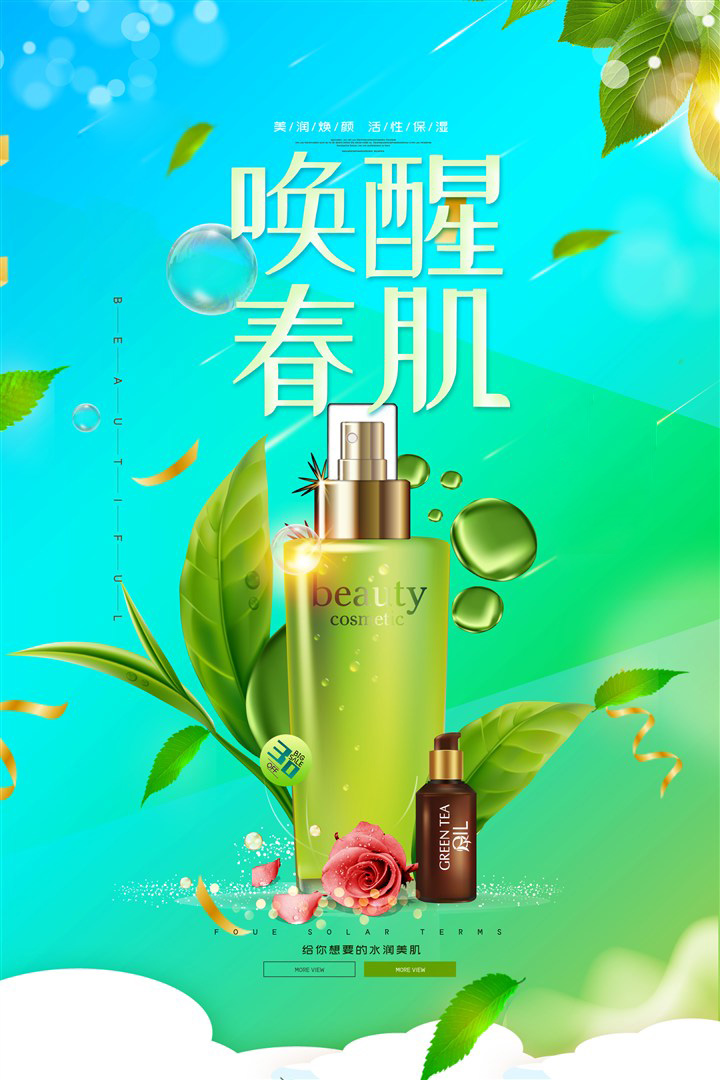 美/润/焕/颜 活/性/保/湿
唤醒
春肌
B—E—A—U—T—I—F—U—L
beauty
cosmetic
BIG
SALE
30
OFF
GREEN TEA
OIL
FOUE SOLAR TERMS
给你想要的水润美肌
MORE VIEW
MORE VIEW